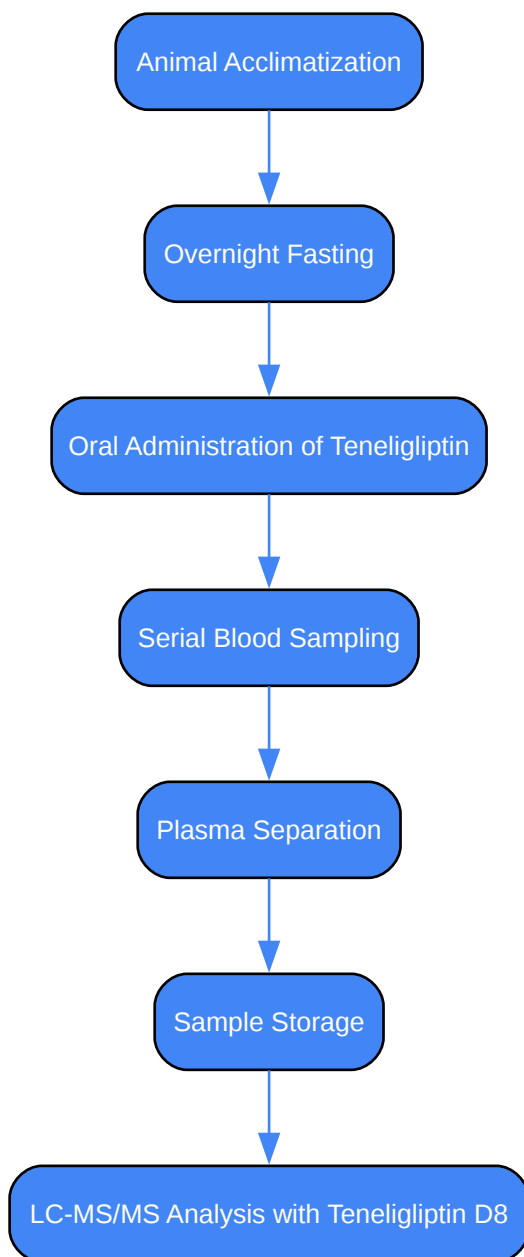 Animal Acclimatization
Overnight Fasting
Oral Administration of Teneligliptin
Serial Blood Sampling
Plasma Separation
Sample Storage
LC-MS/MS Analysis with Teneligliptin D8